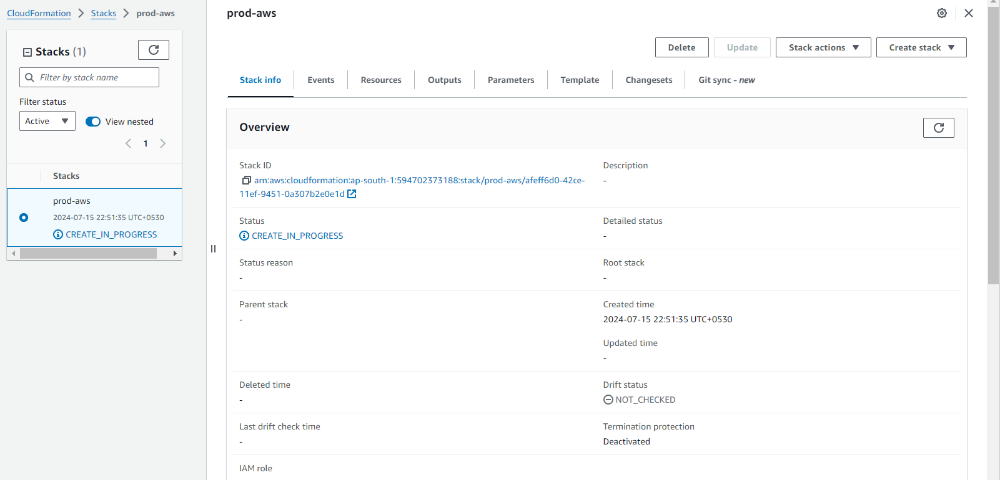 CloudFormation > Stacks > prod-aws
Stacks (1)
Filter by stack name
Filter status
Active
View nested
1
Stacks
prod-aws
2024-07-15 22:51:35 UTC+0530
CREATE_IN_PROGRESS
prod-aws
Delete Update Stack actions Create stack
Stack info Events Resources Outputs Parameters Template Changesets Git sync - new
Overview
Stack ID
arn:aws:cloudformation:ap-south-1:594702373188:stack/prod-aws/afeff6d0-42ce-
11ef-9451-0a307b2e0e1d
Description
-
Status
CREATE_IN_PROGRESS
Detailed status
-
Status reason
-
Root stack
-
Parent stack
-
Created time
2024-07-15 22:51:35 UTC+0530
Updated time
-
Deleted time
-
Drift status
NOT_CHECKED
Last drift check time
-
Termination protection
Deactivated
IAM role